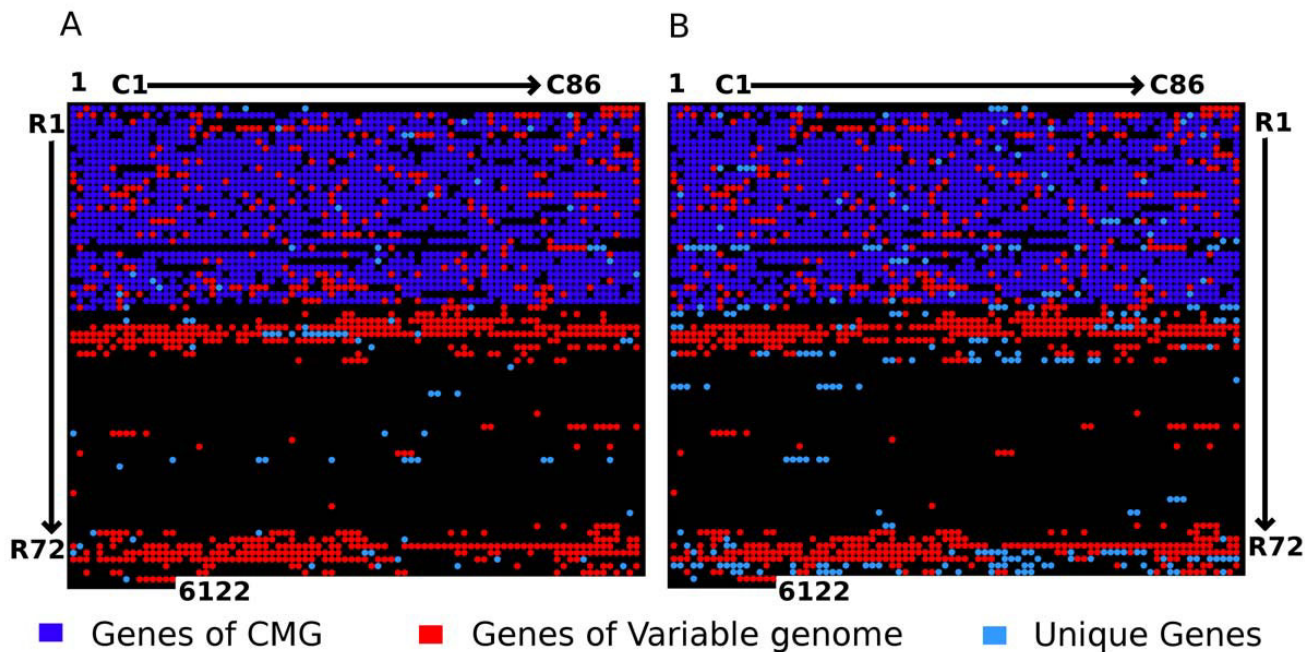 A
B
1 C1 C86
1 C1 C86
R1
R1
R72
R72
6122
6122
Genes of CMG
Genes of Variable genome
Unique Genes